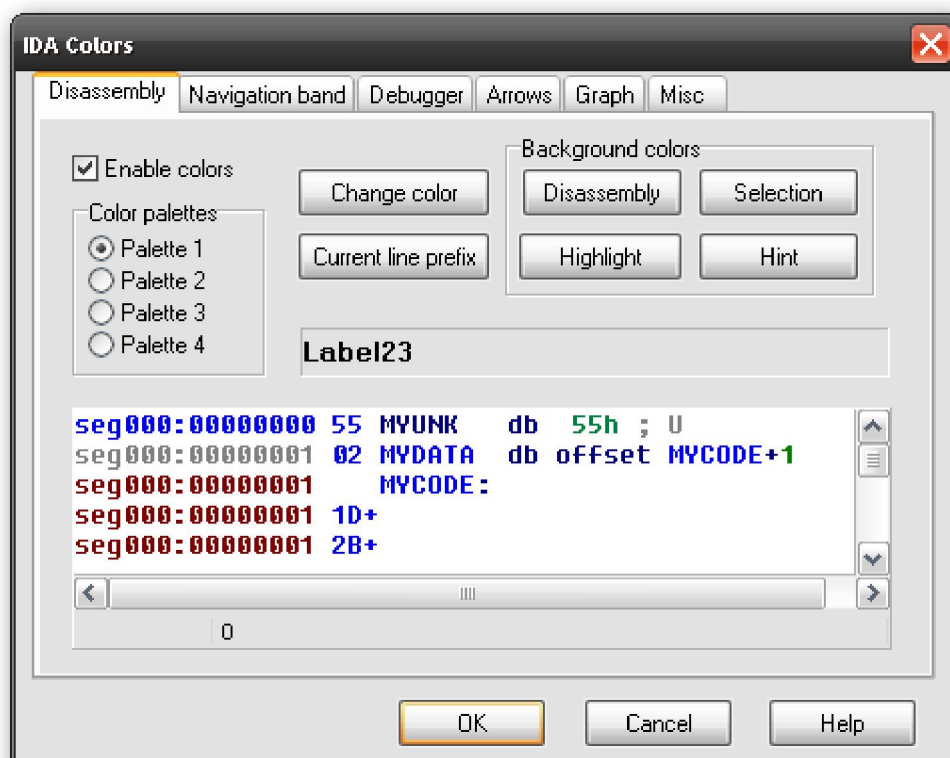 IDA Colors
Disassembly Navigation band Debugger Arrows Graph Misc
Enable colors
Color palettes
Palette 1
Palette 2
Palette 3
Palette 4
Change color
Current line prefix
Background colors
Disassembly Selection
Highlight Hint
Label23
seg000:00000000 55 MYUNK db 55h ; U
seg000:00000001 02 MYDATA db offset MYCODE+1
seg000:00000001 MYCODE:
seg000:00000001 1D+
seg000:00000001 2B+
0
OK Cancel Help